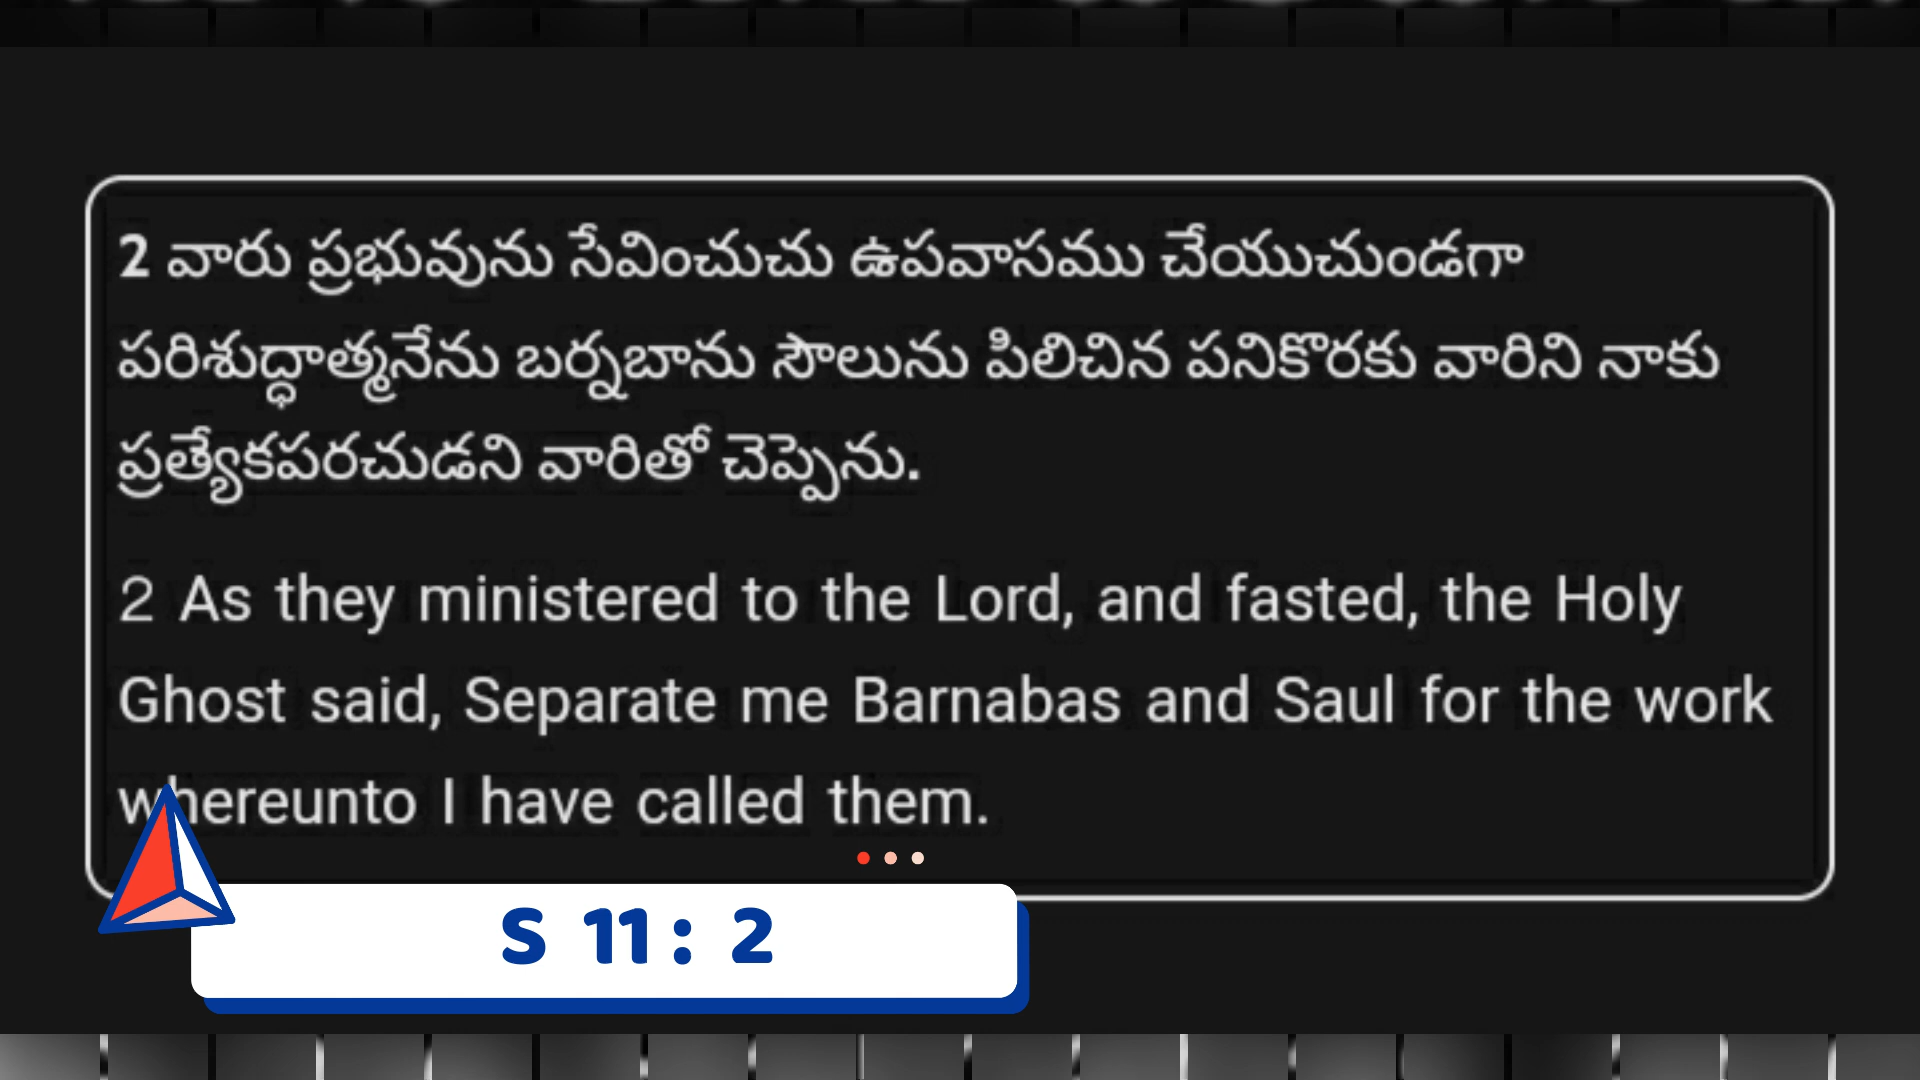 2 వారు ప్రభువును సేవించుచు ఉపవాసము చేయుచుండగా
పరిశుద్ధాత్మనేను బర్నబాను సౌలును పిలిచిన పనికొరకు వారిని నాకు
ప్రత్యేకపరచుడని వారితో చెప్పెను.
2 As they ministered to the Lord, and fasted, the Holy
Ghost said, Separate me Barnabas and Saul for the work
whereunto I have called them.
S 11: 2